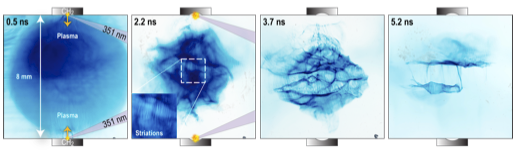 0.5 ns
CH₂
Plasma
351 nm
8 mm
Plasma
351 nm
CH₂
2.2 ns
Striations
3.7 ns
5.2 ns